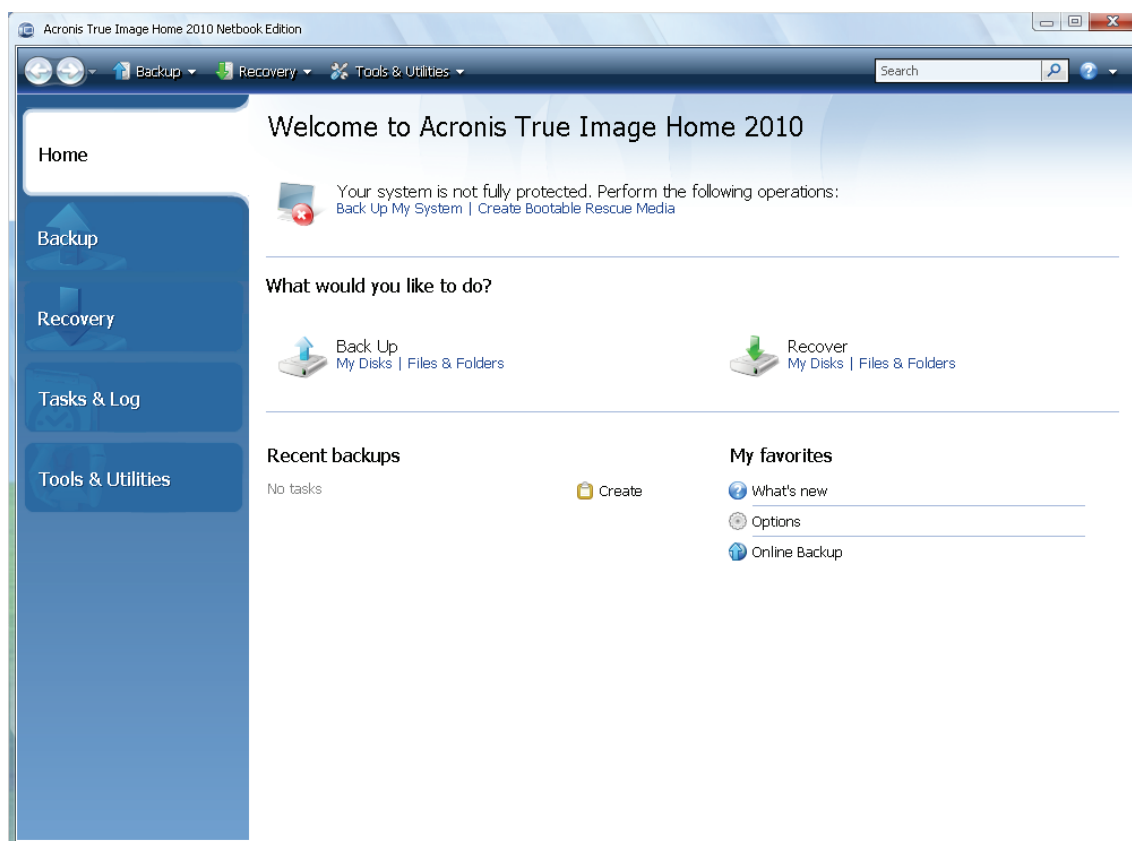 Acronis True Image Home 2010 Netbook Edition
Backup Recovery Tools & Utilities Search
Home
Backup
Recovery
Tasks & Log
Tools & Utilities
Welcome to Acronis True Image Home 2010
Your system is not fully protected. Perform the following operations:
Back Up My System | Create Bootable Rescue Media
What would you like to do?
Back Up
My Disks | Files & Folders
Recover
My Disks | Files & Folders
Recent backups
No tasks
Create
My favorites
What's new
Options
Online Backup